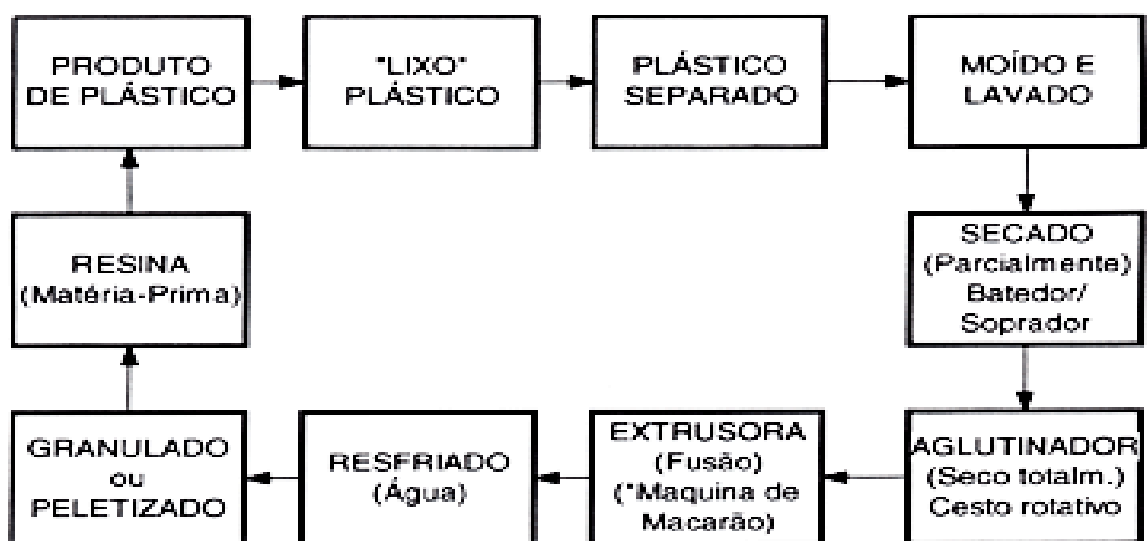 PRODUTO
DE PLÁSTICO
"LIXO"
PLÁSTICO
PLÁSTICO
SEPARADO
MOÍDO E
LAVADO
RESINA
(Matéria-Prima)
SECADO
(Parcialmente)
Batedor/
Soprador
GRANULADO
ou
PELETIZADO
RESFRIADO
(Água)
EXTRUSORA
(Fusão)
("Maquina de
Macarão)
AGLUTINADOR
(Seco totalm.)
Cesto rotativo